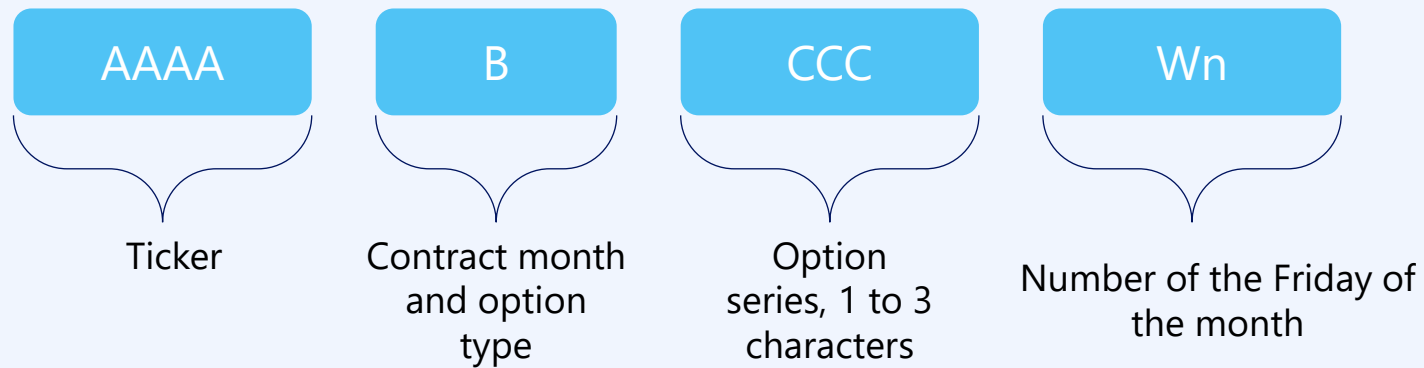 AAAA
B
CCC
Wn
Ticker
Contract month
and option
type
Option
series, 1 to 3
characters
Number of the Friday of
the month